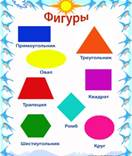 Фигуры
Прямоугольник
Треугольник
Овал
Трапеция
Квадрат
Ромб
Шестиугольник
Круг